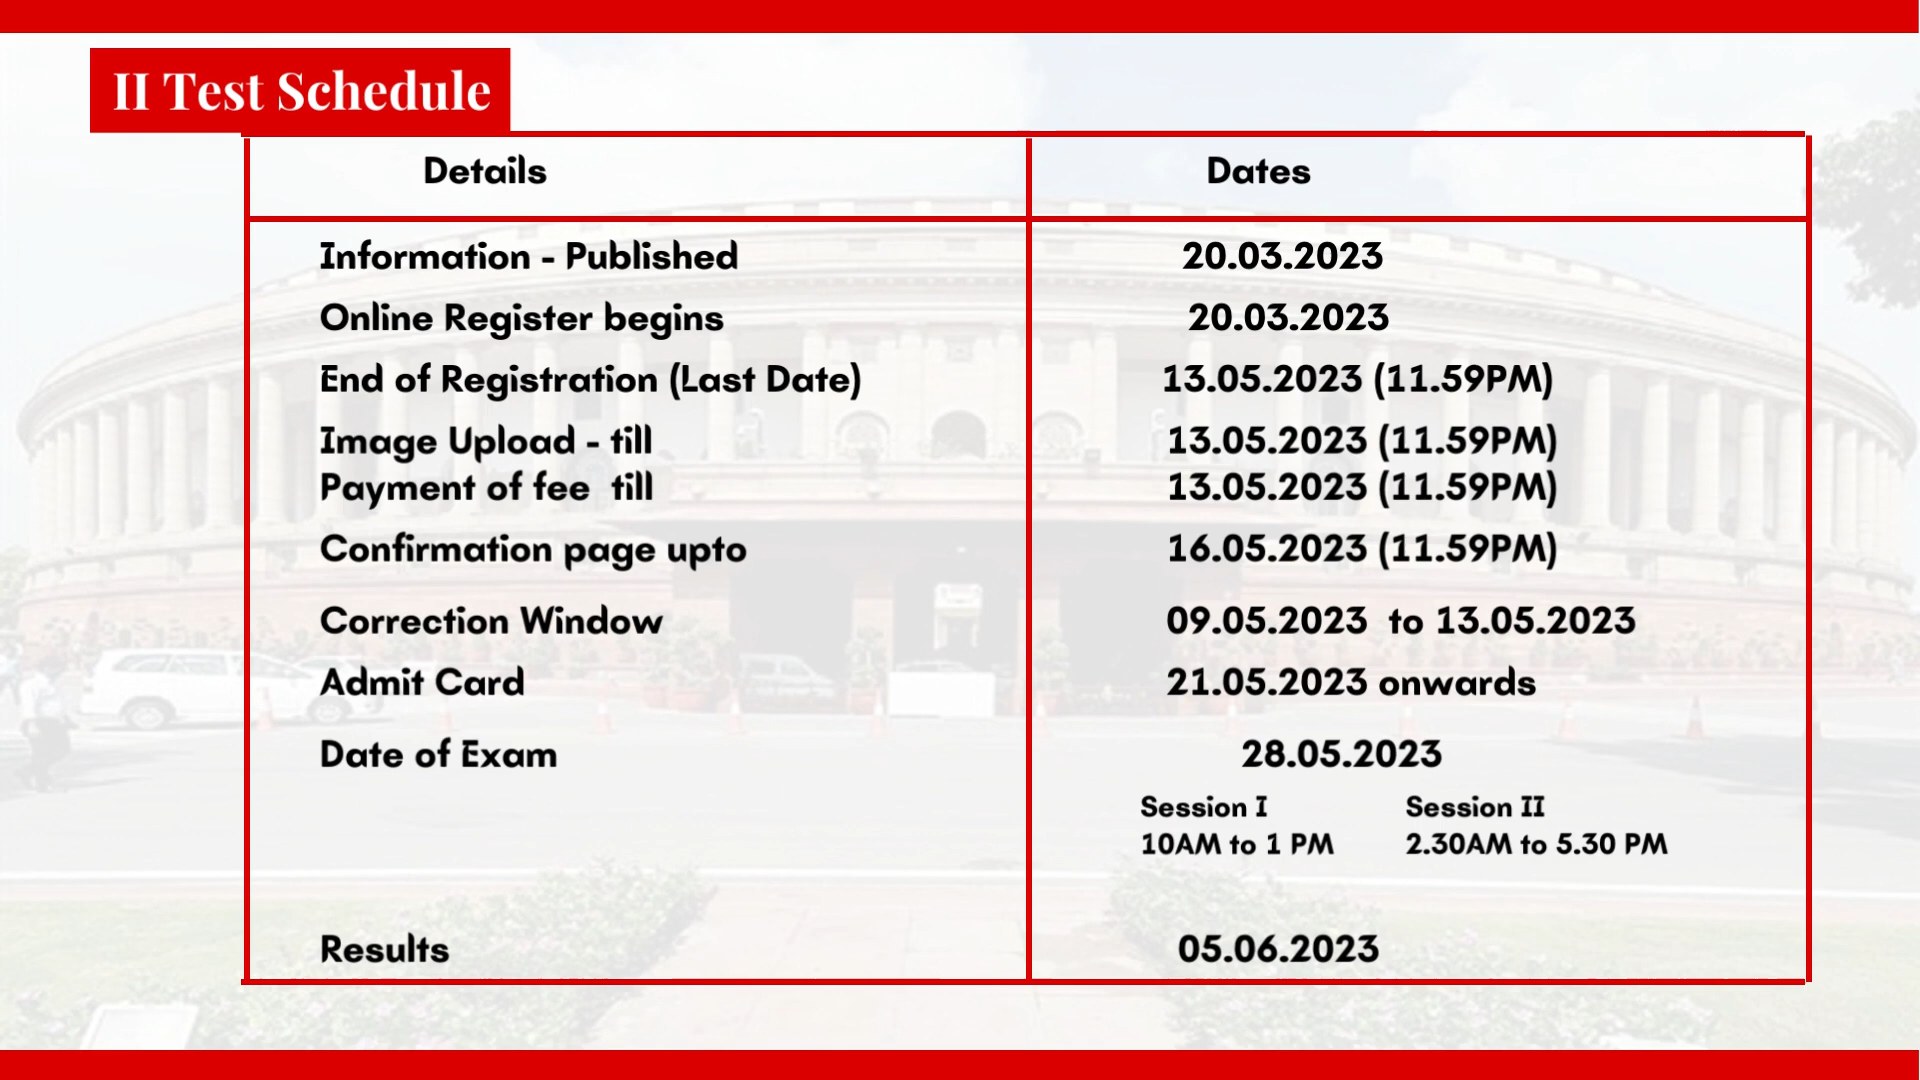 II Test Schedule
Details Dates
Information - Published 20.03.2023
Online Register begins 20.03.2023
End of Registration (Last Date) 13.05.2023 (11.59PM)
Image Upload - till 13.05.2023 (11.59PM)
Payment of fee till 13.05.2023 (11.59PM)
Confirmation page upto 16.05.2023 (11.59PM)
Correction Window 09.05.2023 to 13.05.2023
Admit Card 21.05.2023 onwards
Date of Exam 28.05.2023
Session I Session II
10AM to 1 PM 2.30AM to 5.30 PM
Results 05.06.2023